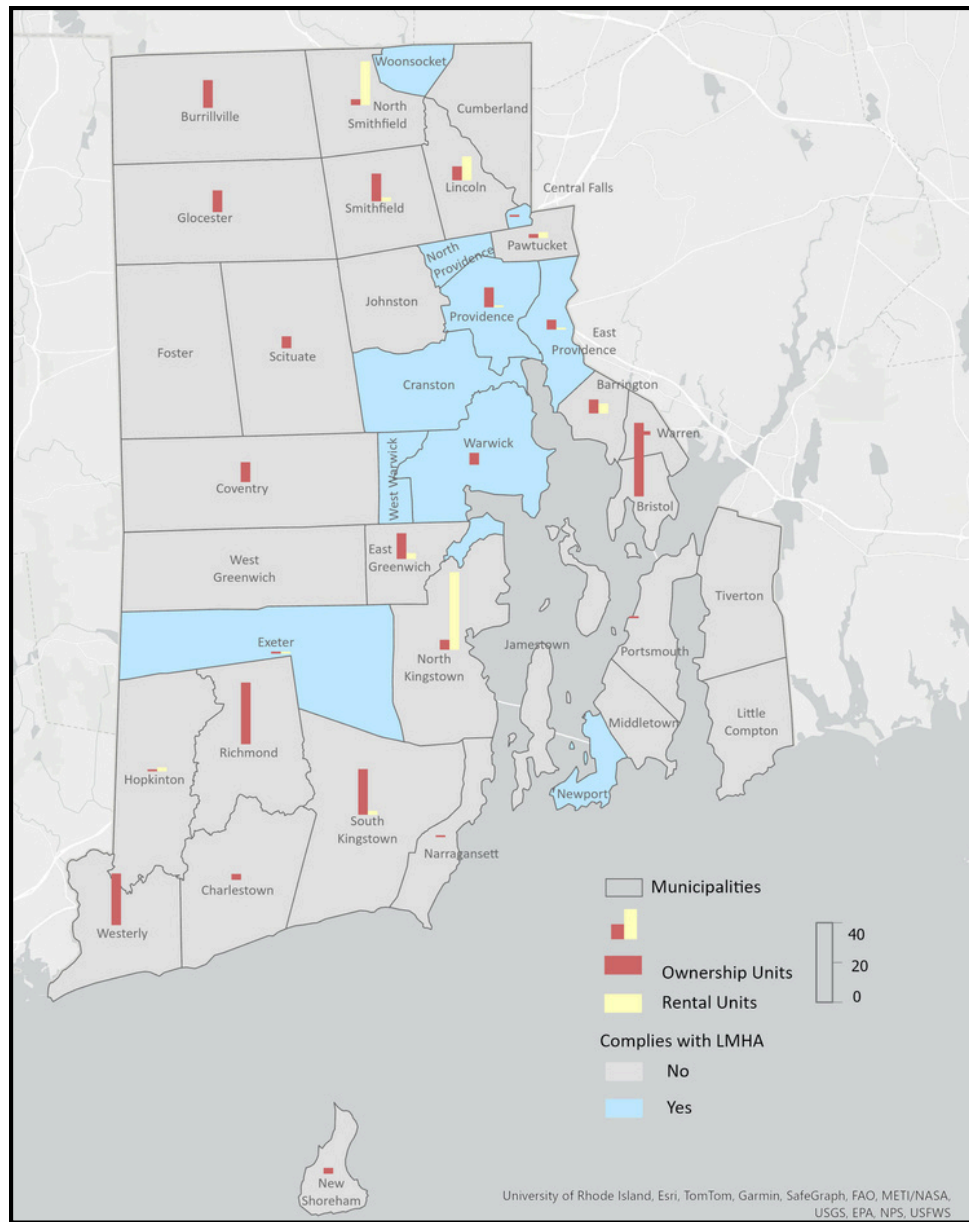 Woonsocket
Burrillville
North
Smithfield
Cumberland
Glocester
Smithfield
Lincoln
Central Falls
Pawtucket
North
Providence
Johnston
Providence
East
Providence
Foster
Scituate
Cranston
Barrington
Warren
Coventry
West Warwick
Warwick
Bristol
West
Greenwich
East
Greenwich
Tiverton
Exeter
North
Kingstown
Jamestown
Portsmouth
Richmond
Middletown
Little
Compton
Hopkinton
Newport
South
Kingstown
Narragansett
Charlestown
Westerly
Municipalities
40
20
0
Ownership Units
Rental Units
Complies with LMHA
No
Yes
New
Shoreham
University of Rhode Island, Esri, TomTom, Garmin, SafeGraph, FAO, METI/NASA,
USGS, EPA, NPS, USFWS